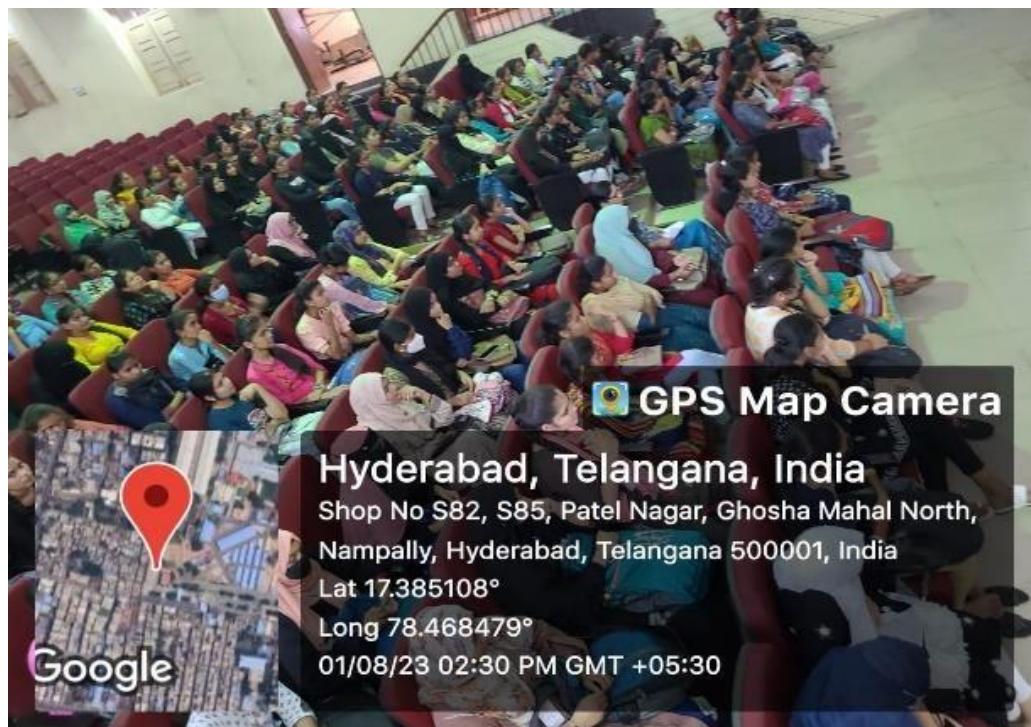 GPS Map Camera
Hyderabad, Telangana, India
Shop No S82, S85, Patel Nagar, Ghosha Mahal North,
Nampally, Hyderabad, Telangana 500001, India
Lat 17.385108°
Long 78.468479°
01/08/23 02:30 PM GMT +05:30
Google